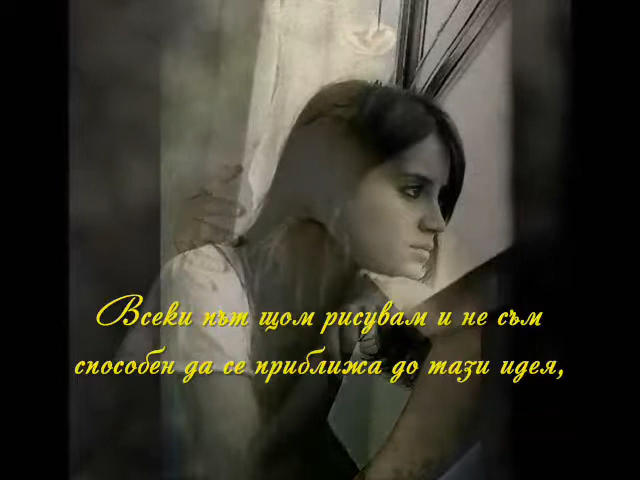 Всеки път щом рисувам и не съм
способен да се приближа до тази идея,